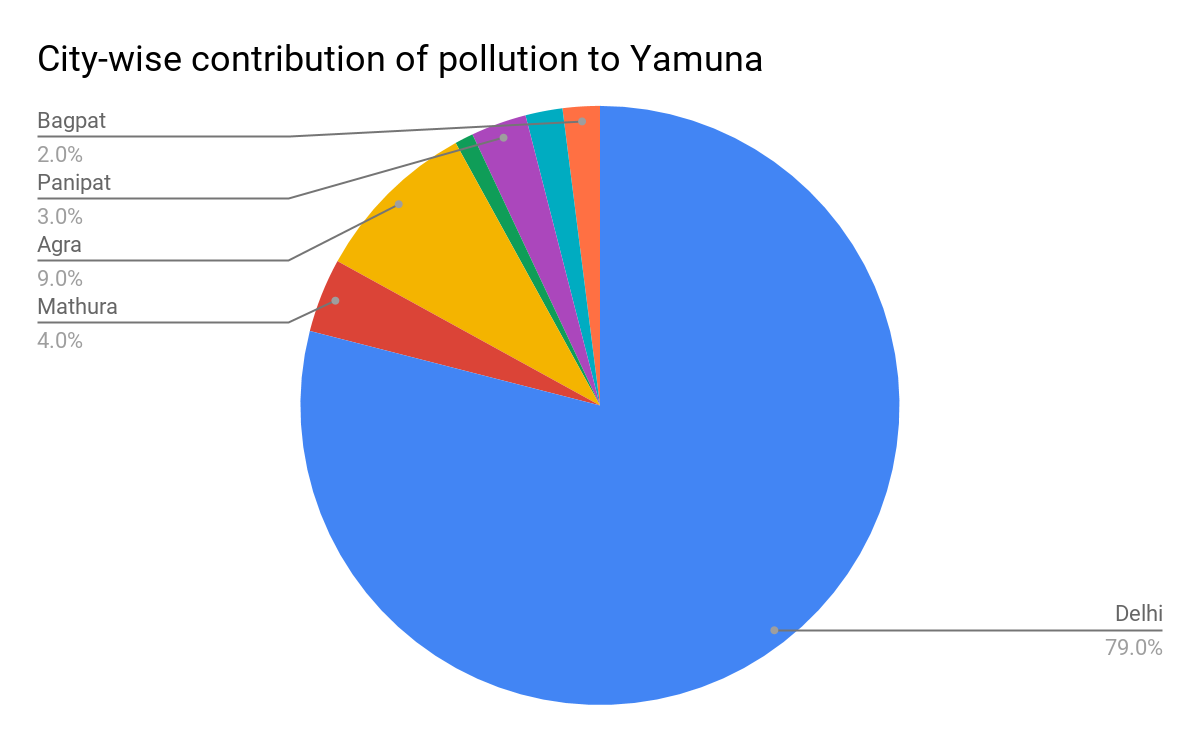 City-wise contribution of pollution to Yamuna
Bagpat
2.0%
Panipat
3.0%
Agra
9.0%
Mathura
4.0%
Delhi
79.0%